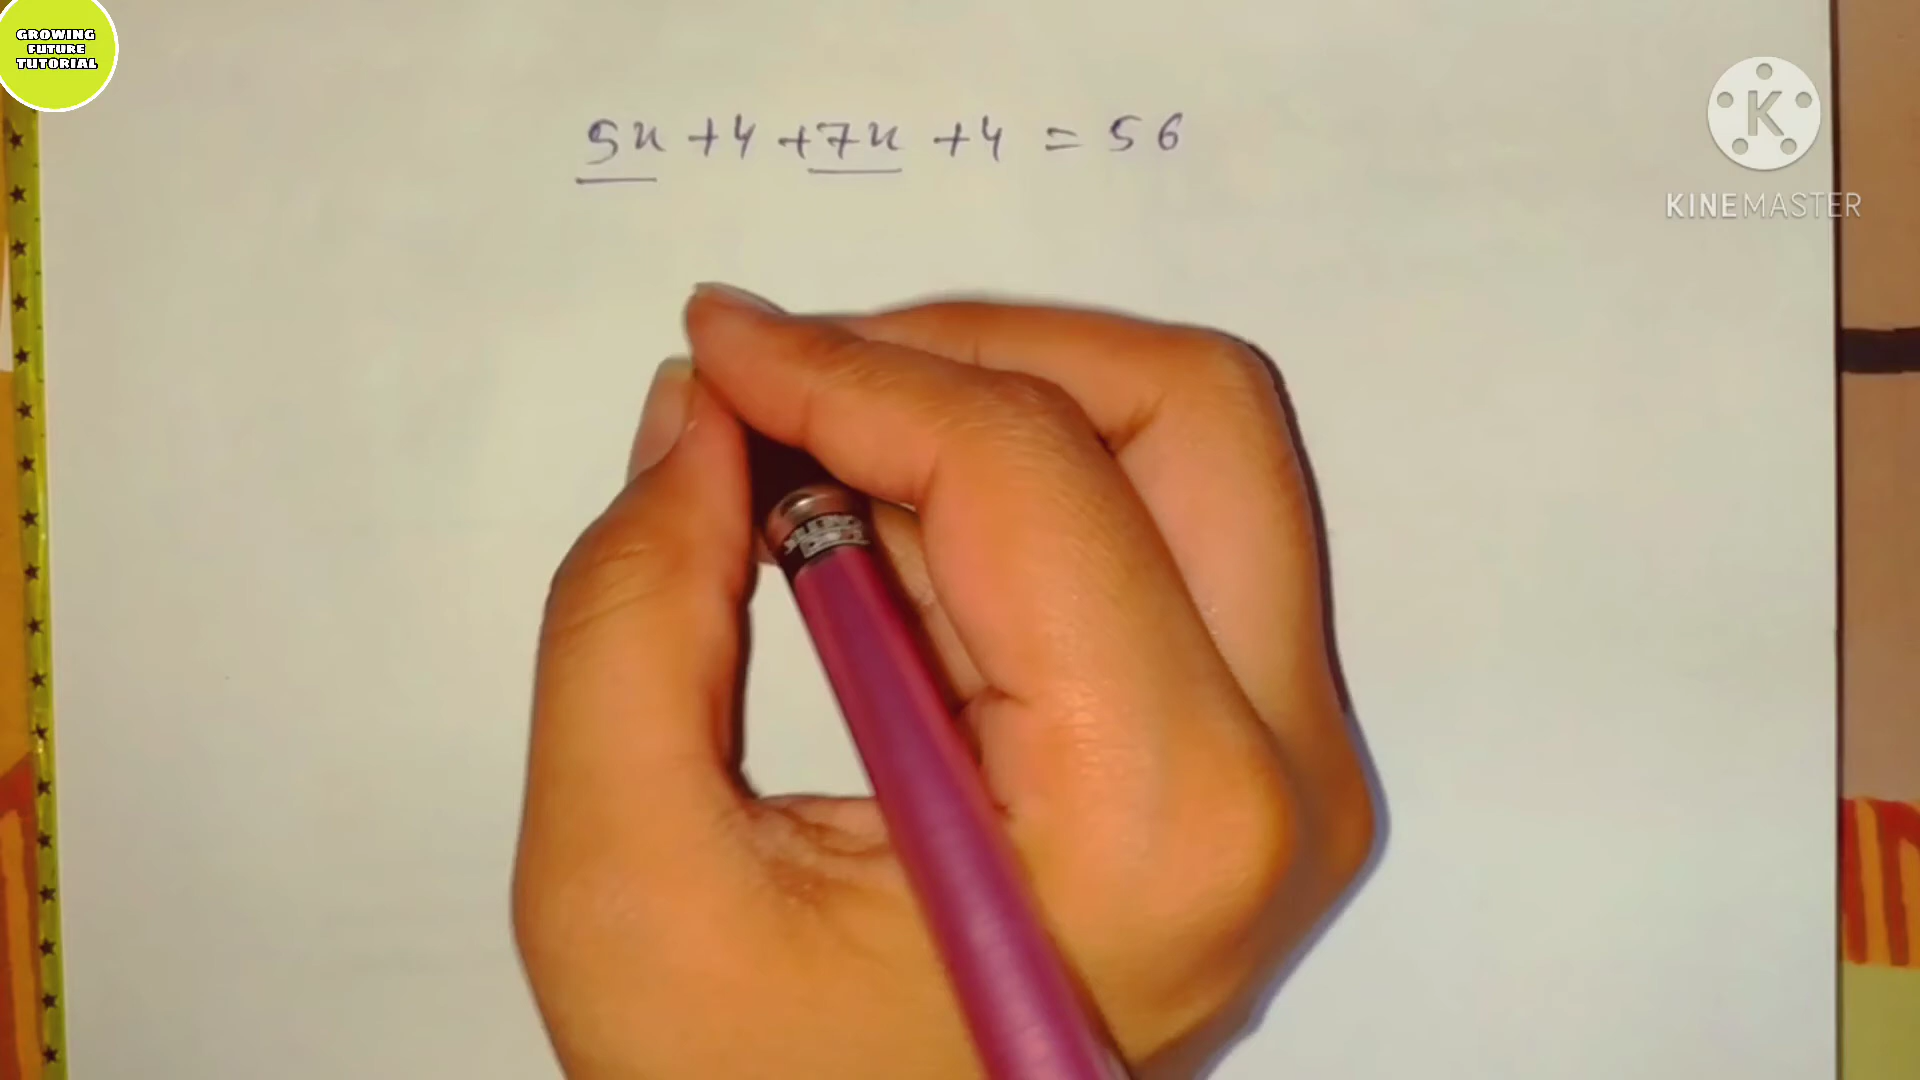 GROWING
FUTURE
TUTORIAL
5x + 4 + 7x + 4 = 56
K
KINEMASTER